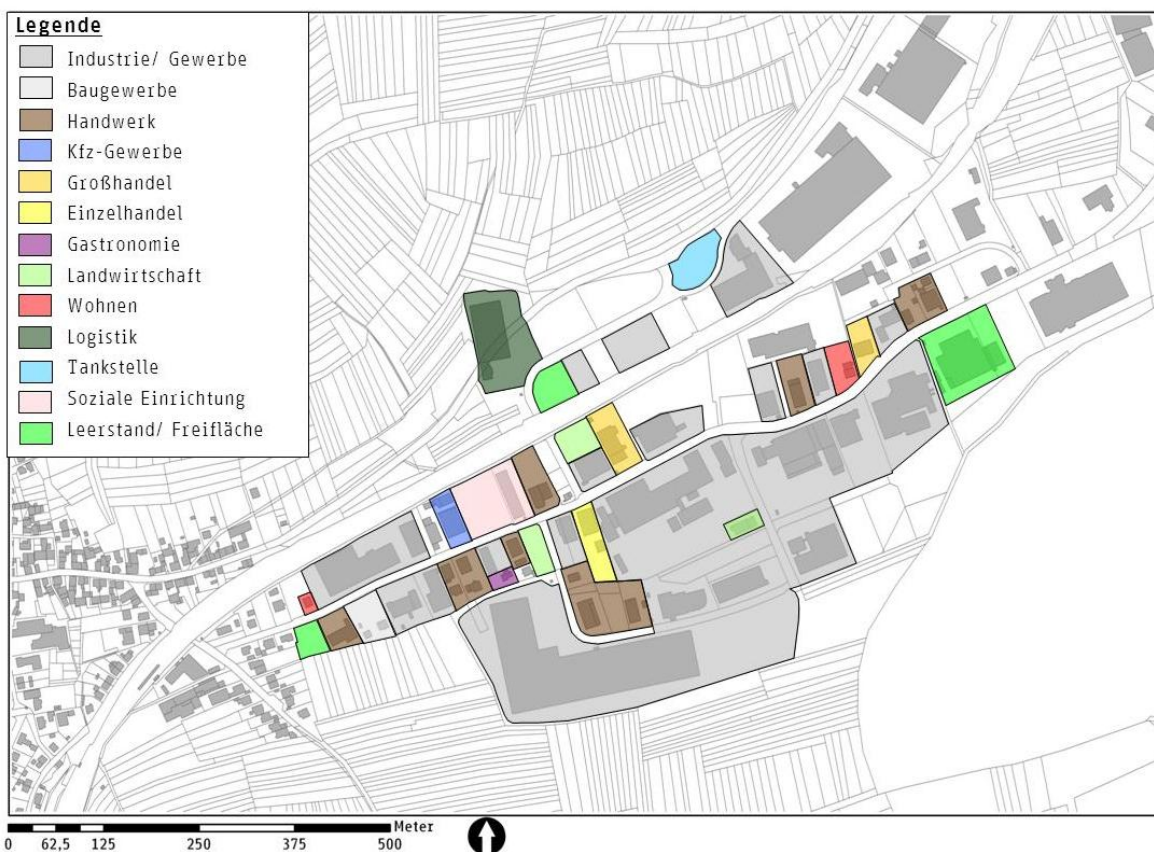 Legende
Industrie/ Gewerbe
Baugewerbe
Handwerk
Kfz-Gewerbe
Großhandel
Einzelhandel
Gastronomie
Landwirtschaft
Wohnen
Logistik
Tankstelle
Soziale Einrichtung
Leerstand/ Freifläche
Meter
0 62,5 125 250 375 500